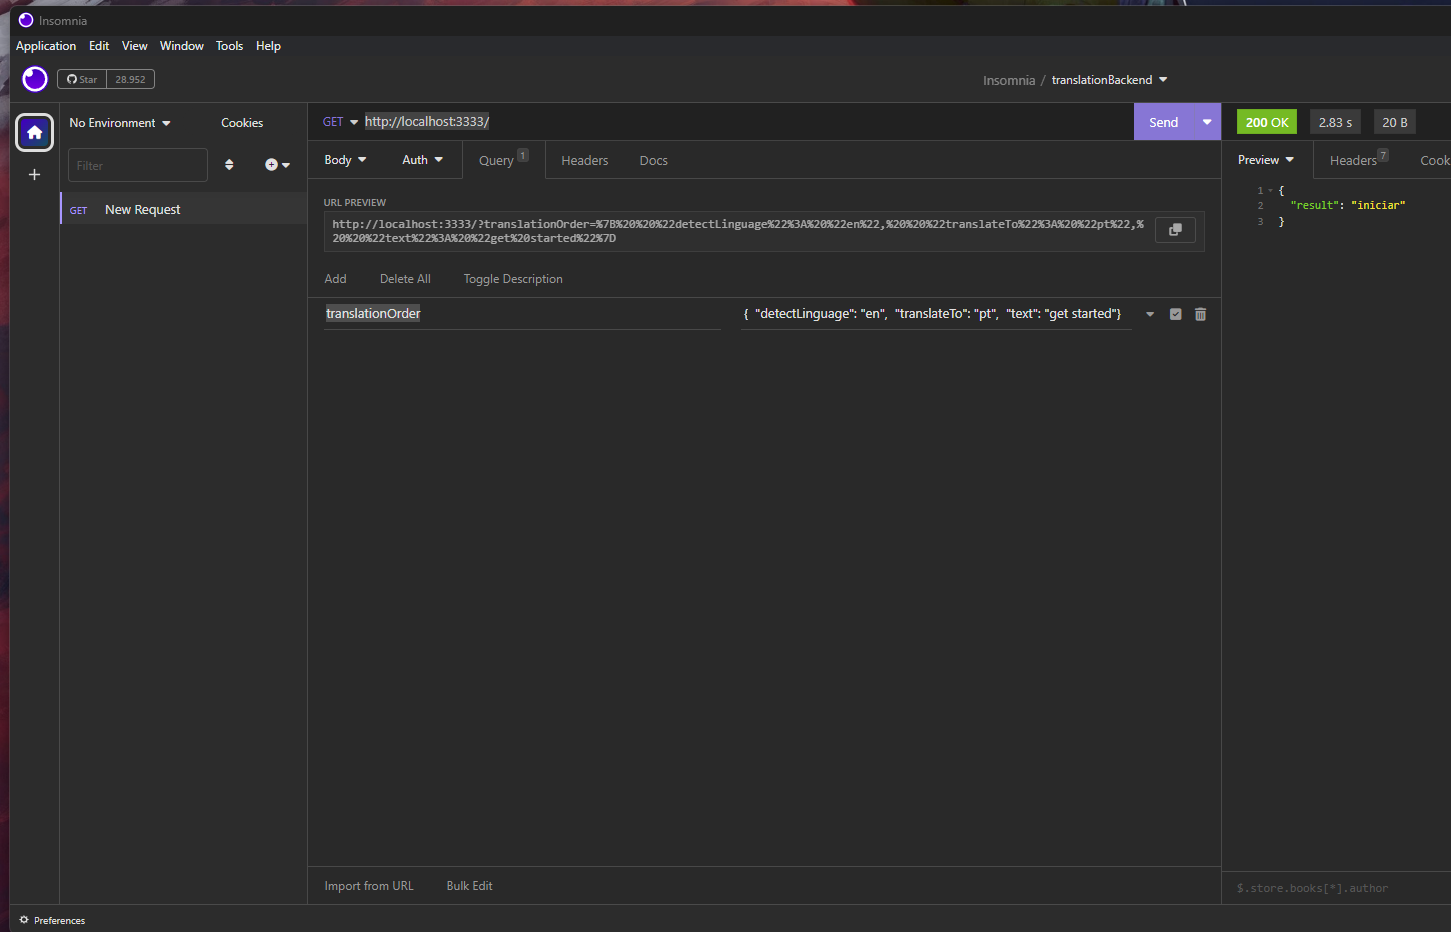 Insomnia
Application Edit View Window Tools Help
Star 28.952
Insomnia / translationBackend
No Environment Cookies
GET http://localhost:3333/ Send
200 OK 2.83 s 20 B
Filter
Body Auth Query 1 Headers Docs
Preview Headers 7 Cook
GET New Request
URL PREVIEW
http://localhost:3333/?translationOrder=%7B%20%20%22detectLinguage%22%3A%20%22en%22,%20%20%22translateTo%22%3A%20%22pt%22,%
20%20%22text%22%3A%20%22get%20started%22%7D
1 {
2 "result": "iniciar"
3 }
Add Delete All Toggle Description
translationOrder { "detectLinguage": "en", "translateTo": "pt", "text": "get started"}
Import from URL Bulk Edit
$.store.books[*].author
Preferences